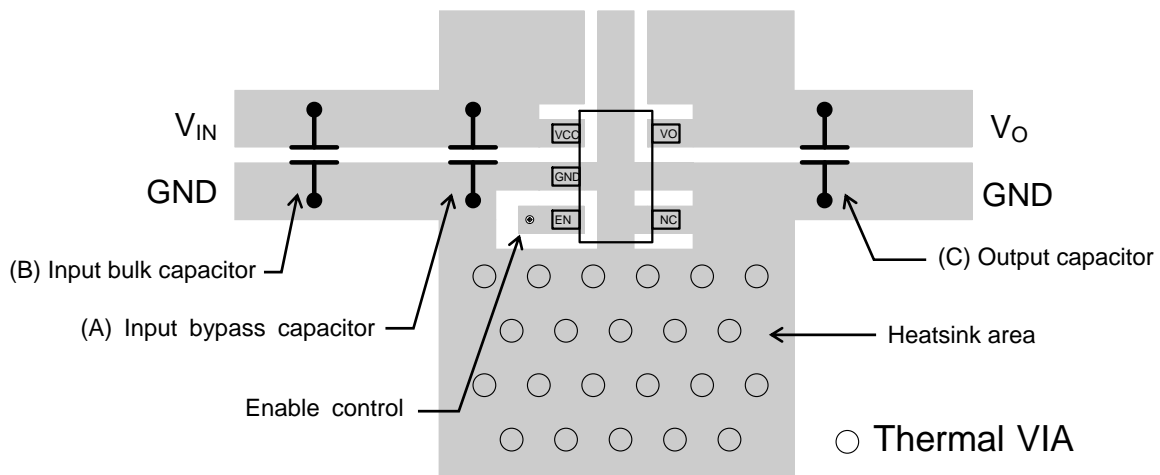 VIN
VO
VCC
VO
GND
GND
GND
EN
NC
(B) Input bulk capacitor
(C) Output capacitor
(A) Input bypass capacitor
Heatsink area
Enable control
Thermal VIA